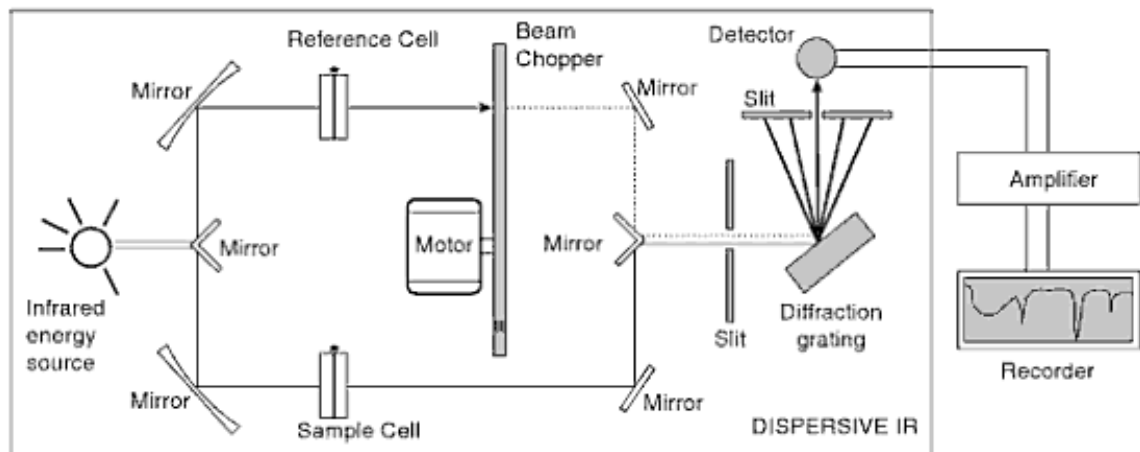 Reference Cell
Beam
Chopper
Detector
Mirror
Mirror
Slit
Amplifier
Mirror
Motor
Mirror
Infrared
energy
source
Slit
Diffraction
grating
Recorder
Mirror
Sample Cell
Mirror
DISPERSIVE IR